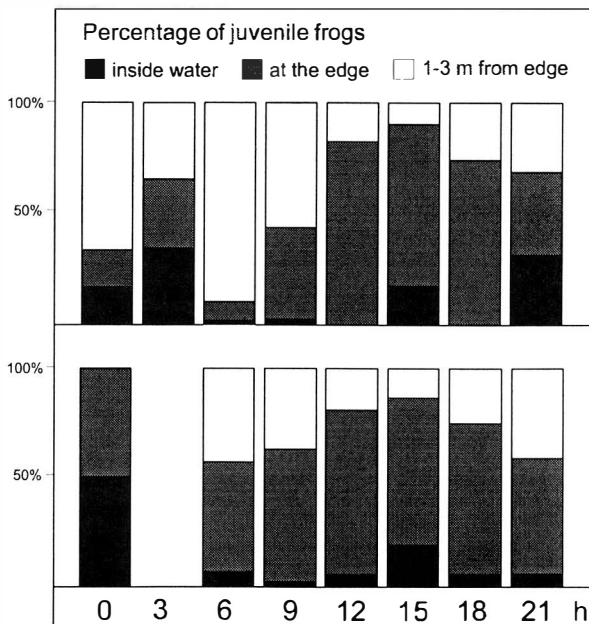 Percentage of juvenile frogs
inside water at the edge 1-3 m from edge
100%
50%
100%
50%
0 3 6 9 12 15 18 21 h